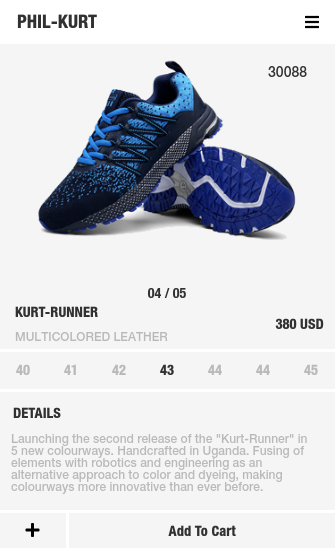 PHIL-KURT
30088
04 / 05
KURT-RUNNER
380 USD
MULTICOLORED LEATHER
40 41 42 43 44 44 45
DETAILS
Launching the second release of the "Kurt-Runner" in
5 new colourways. Handcrafted in Uganda. Fusing of
elements with robotics and engineering as an
alternative approach to color and dyeing, making
colourways more innovative than ever before.
+ Add To Cart